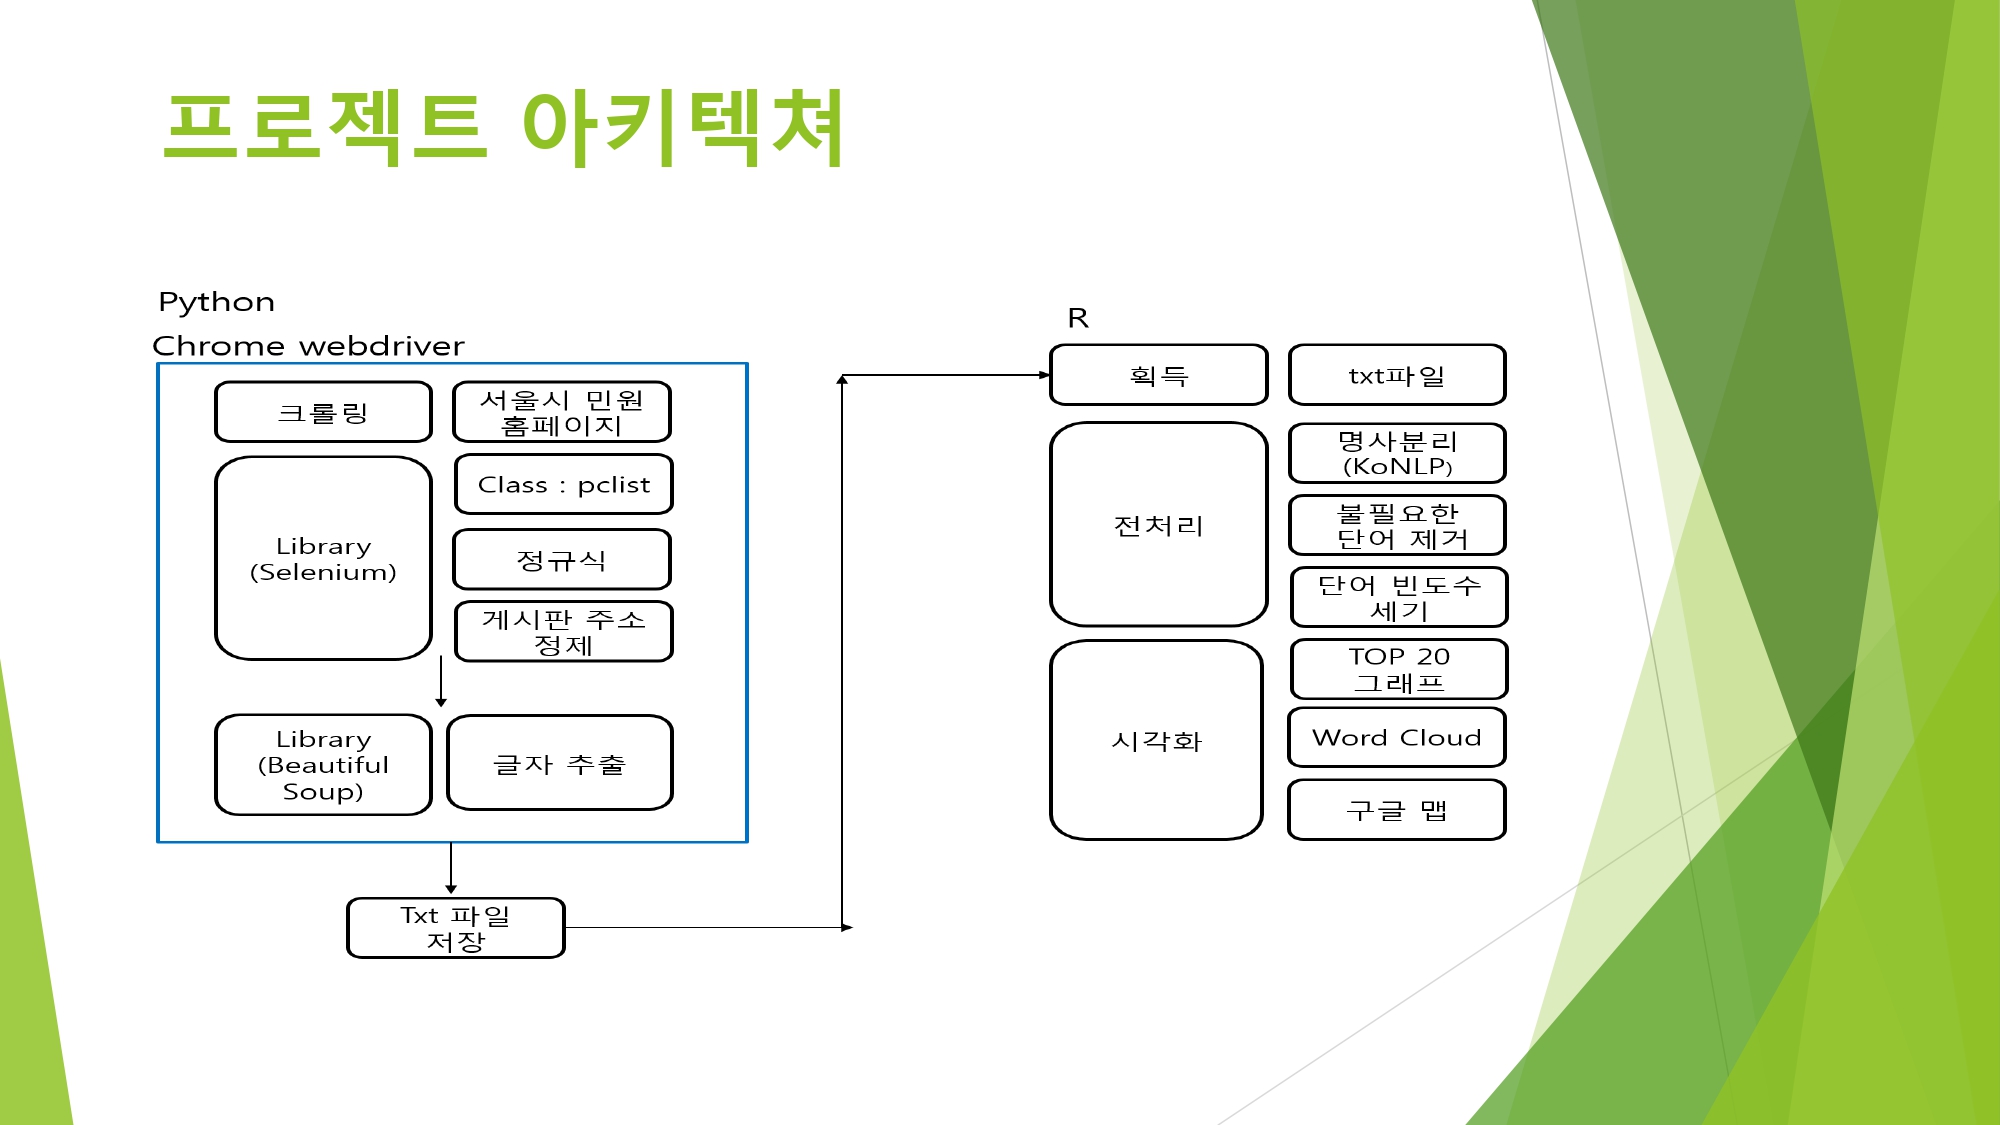 프로젝트 아키텍쳐
Python
Chrome webdriver
크롤링
서울시 민원
홈페이지
Library
(Selenium)
Class : pclist
정규식
게시판 주소
정제
Library
(Beautiful
Soup)
글자 추출
Txt 파일
저장
R
획득
txt파일
전처리
명사분리
(KoNLP)
불필요한
단어 제거
단어 빈도수
세기
시각화
TOP 20
그래프
Word Cloud
구글 맵